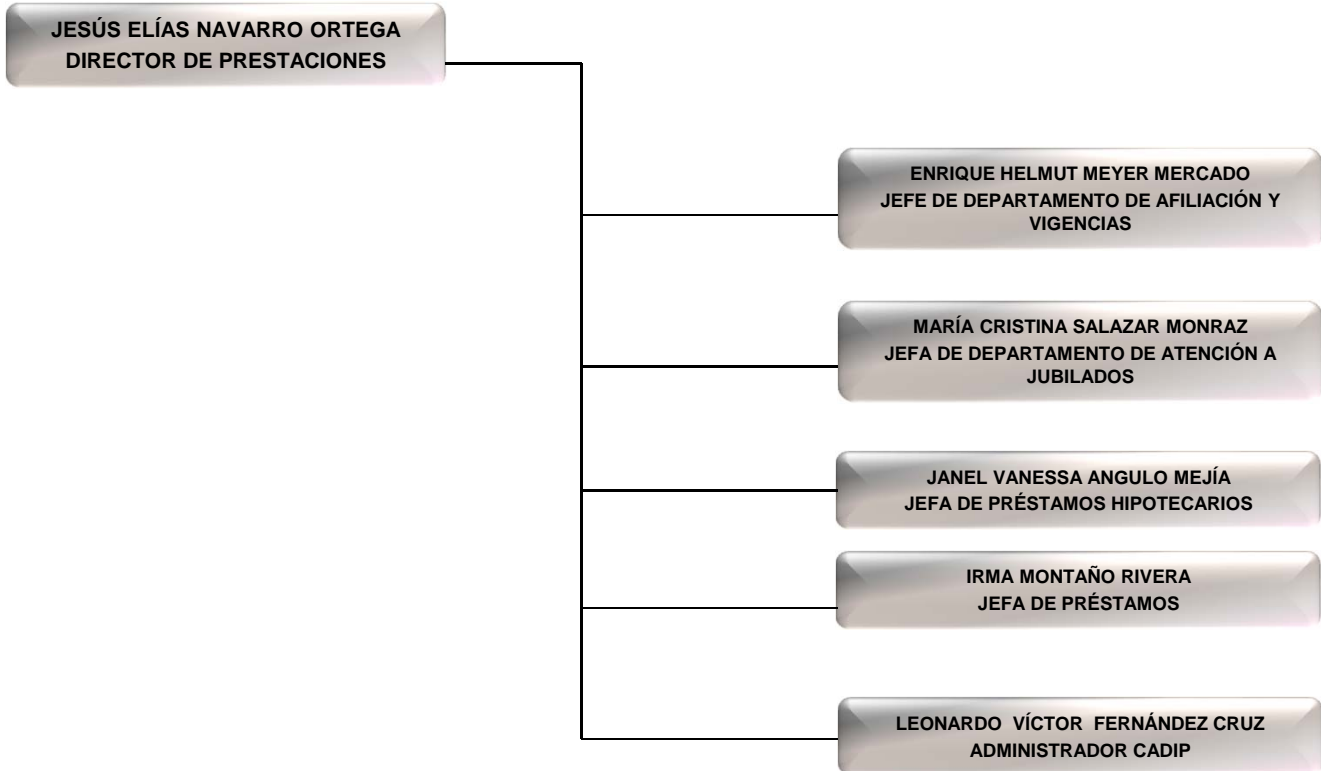 JESÚS ELÍAS NAVARRO ORTEGA
DIRECTOR DE PRESTACIONES
ENRIQUE HELMUT MEYER MERCADO
JEFE DE DEPARTAMENTO DE AFILIACIÓN Y
VIGENCIAS
MARÍA CRISTINA SALAZAR MONRAZ
JEFA DE DEPARTAMENTO DE ATENCIÓN A
JUBILADOS
JANEL VANESSA ANGULO MEJÍA
JEFA DE PRÉSTAMOS HIPOTECARIOS
IRMA MONTAÑO RIVERA
JEFA DE PRÉSTAMOS
LEONARDO VÍCTOR FERNÁNDEZ CRUZ
ADMINISTRADOR CADIP